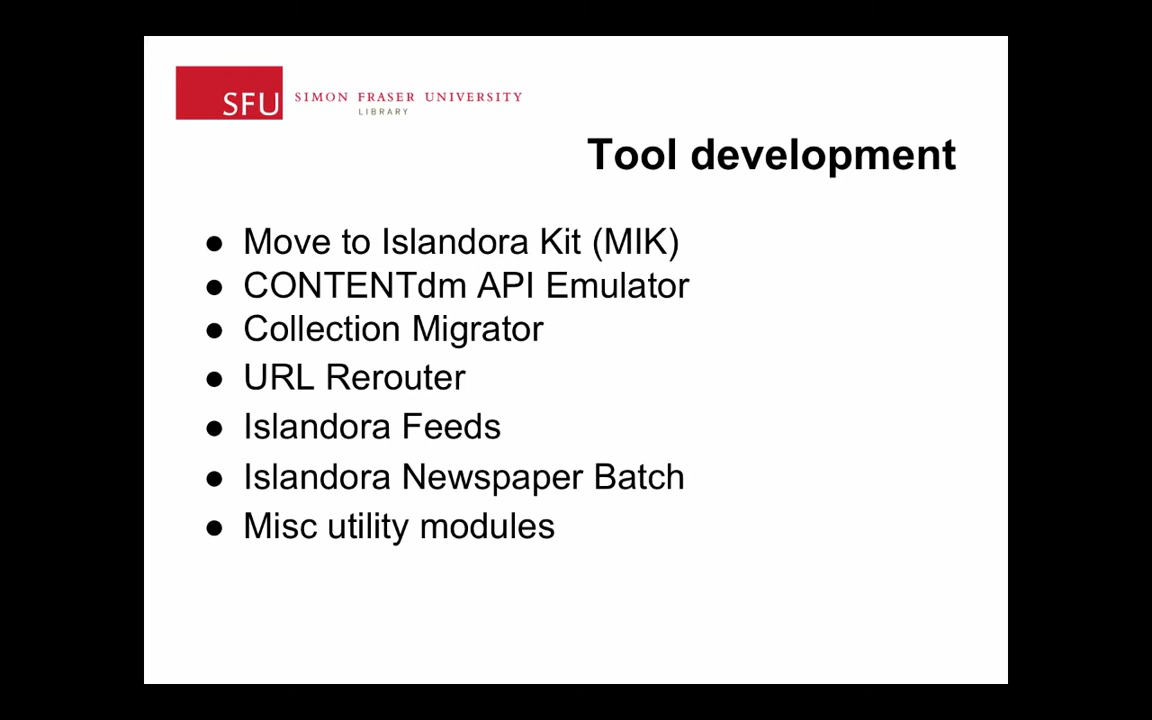 SFU
SIMON FRASER UNIVERSITY
LIBRARY
Tool development
● Move to Islandora Kit (MIK)
● CONTENTdm API Emulator
● Collection Migrator
● URL Rerouter
● Islandora Feeds
● Islandora Newspaper Batch
● Misc utility modules